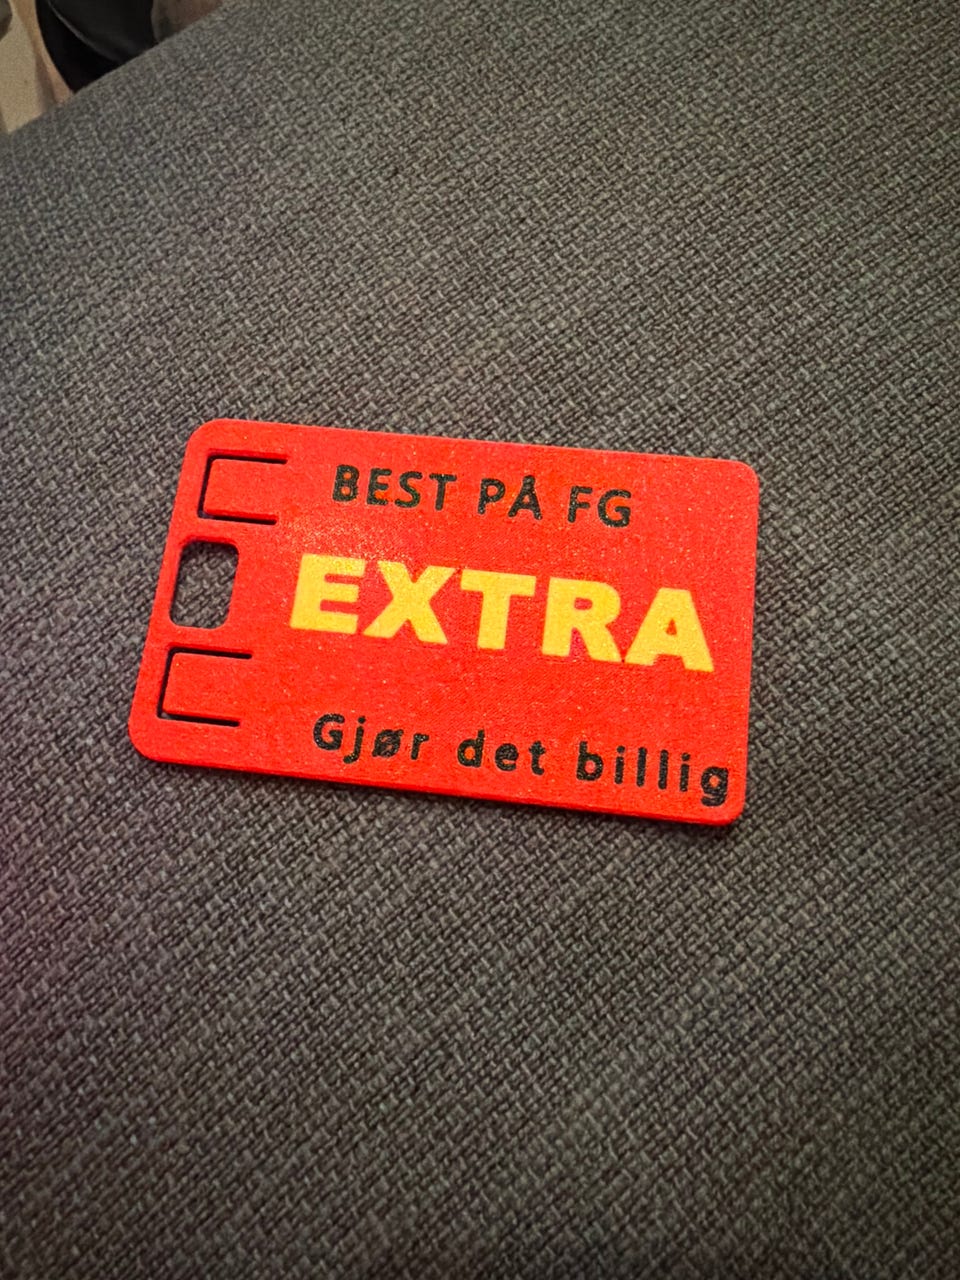 BEST PÅ FG
EXTRA
Gjør det billig